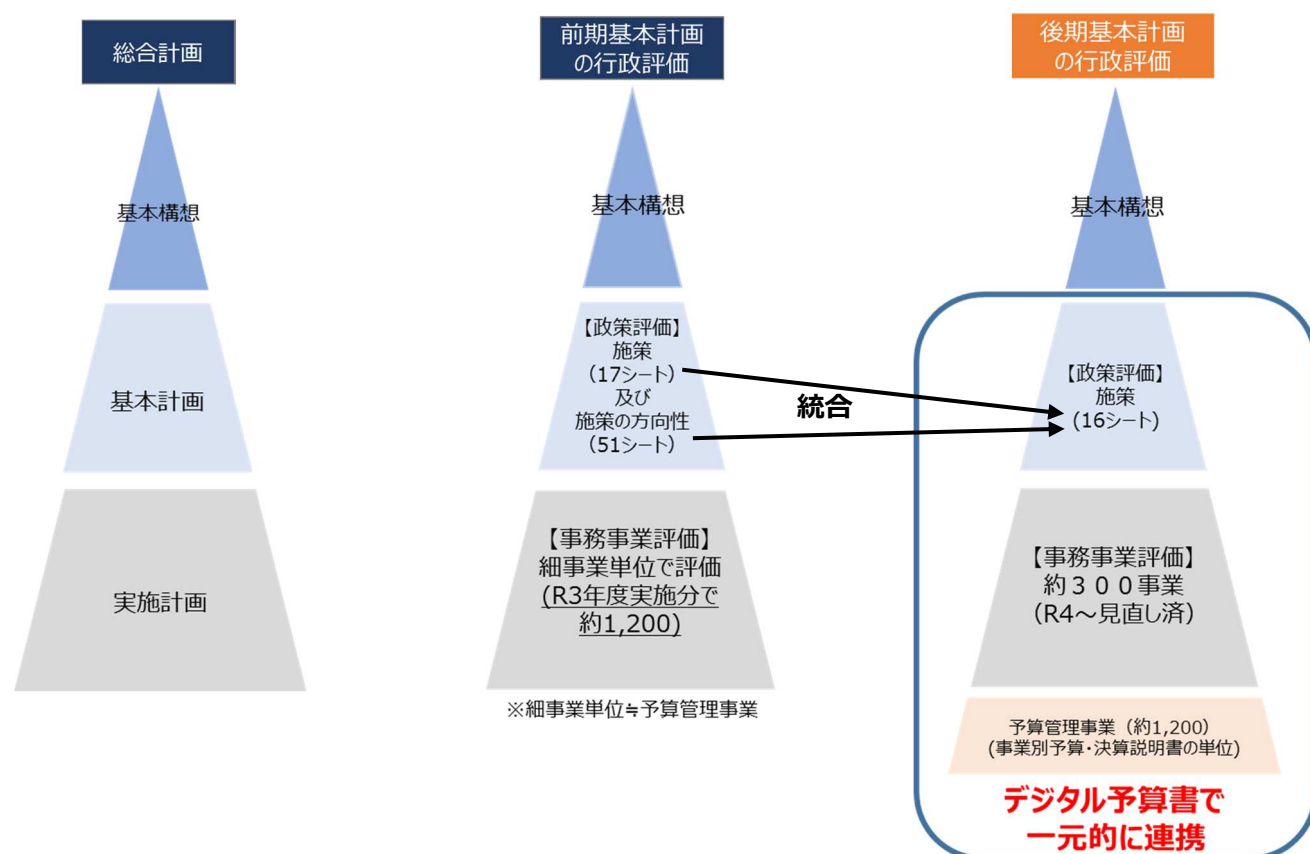 総合計画
基本構想
基本計画
実施計画
前期基本計画
の行政評価
基本構想
【政策評価】
施策
（17シート）
及び
施策の方向性
（51シート）
【事務事業評価】
細事業単位で評価
(R3年度実施分で
約1,200)
※細事業単位≒予算管理事業
統合
後期基本計画
の行政評価
基本構想
【政策評価】
施策
(16シート)
【事務事業評価】
約３００事業
(R4～見直し済)
予算管理事業（約1,200）
(事業別予算・決算説明書の単位)
デジタル予算書で
一元的に連携